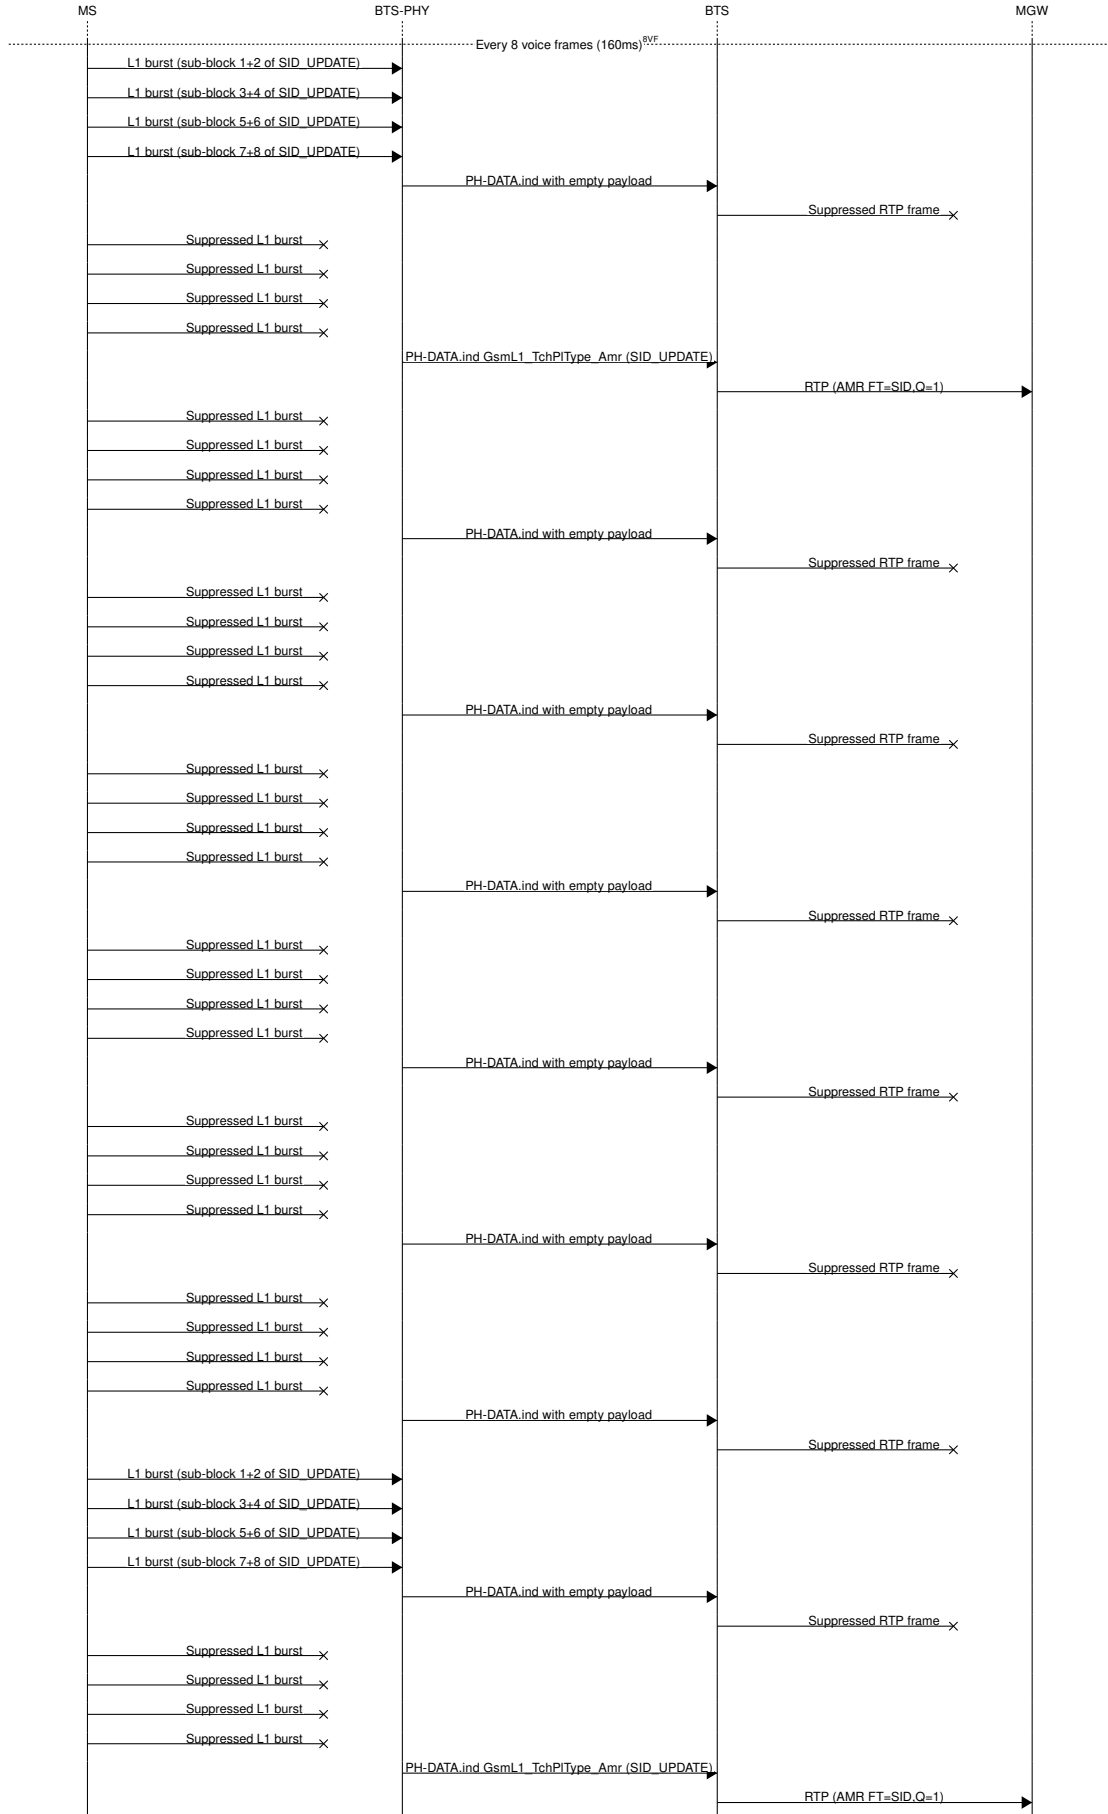 MS BTS-PHY BTS MGW
Every 8 voice frames (160ms)8VF
L1 burst (sub-block 1+2 of SID_UPDATE)
L1 burst (sub-block 3+4 of SID_UPDATE)
L1 burst (sub-block 5+6 of SID_UPDATE)
L1 burst (sub-block 7+8 of SID_UPDATE)
PH-DATA.ind with empty payload
Suppressed RTP frame
Suppressed L1 burst
Suppressed L1 burst
Suppressed L1 burst
Suppressed L1 burst
PH-DATA.ind GsmL1_TchPlType_Amr (SID_UPDATE)
RTP (AMR FT=SID,Q=1)
Suppressed L1 burst
Suppressed L1 burst
Suppressed L1 burst
Suppressed L1 burst
PH-DATA.ind with empty payload
Suppressed RTP frame
Suppressed L1 burst
Suppressed L1 burst
Suppressed L1 burst
Suppressed L1 burst
PH-DATA.ind with empty payload
Suppressed RTP frame
Suppressed L1 burst
Suppressed L1 burst
Suppressed L1 burst
Suppressed L1 burst
PH-DATA.ind with empty payload
Suppressed RTP frame
Suppressed L1 burst
Suppressed L1 burst
Suppressed L1 burst
Suppressed L1 burst
PH-DATA.ind with empty payload
Suppressed RTP frame
Suppressed L1 burst
Suppressed L1 burst
Suppressed L1 burst
Suppressed L1 burst
PH-DATA.ind with empty payload
Suppressed RTP frame
Suppressed L1 burst
Suppressed L1 burst
Suppressed L1 burst
Suppressed L1 burst
PH-DATA.ind with empty payload
Suppressed RTP frame
L1 burst (sub-block 1+2 of SID_UPDATE)
L1 burst (sub-block 3+4 of SID_UPDATE)
L1 burst (sub-block 5+6 of SID_UPDATE)
L1 burst (sub-block 7+8 of SID_UPDATE)
PH-DATA.ind with empty payload
Suppressed RTP frame
Suppressed L1 burst
Suppressed L1 burst
Suppressed L1 burst
Suppressed L1 burst
PH-DATA.ind GsmL1_TchPlType_Amr (SID_UPDATE)
RTP (AMR FT=SID,Q=1)